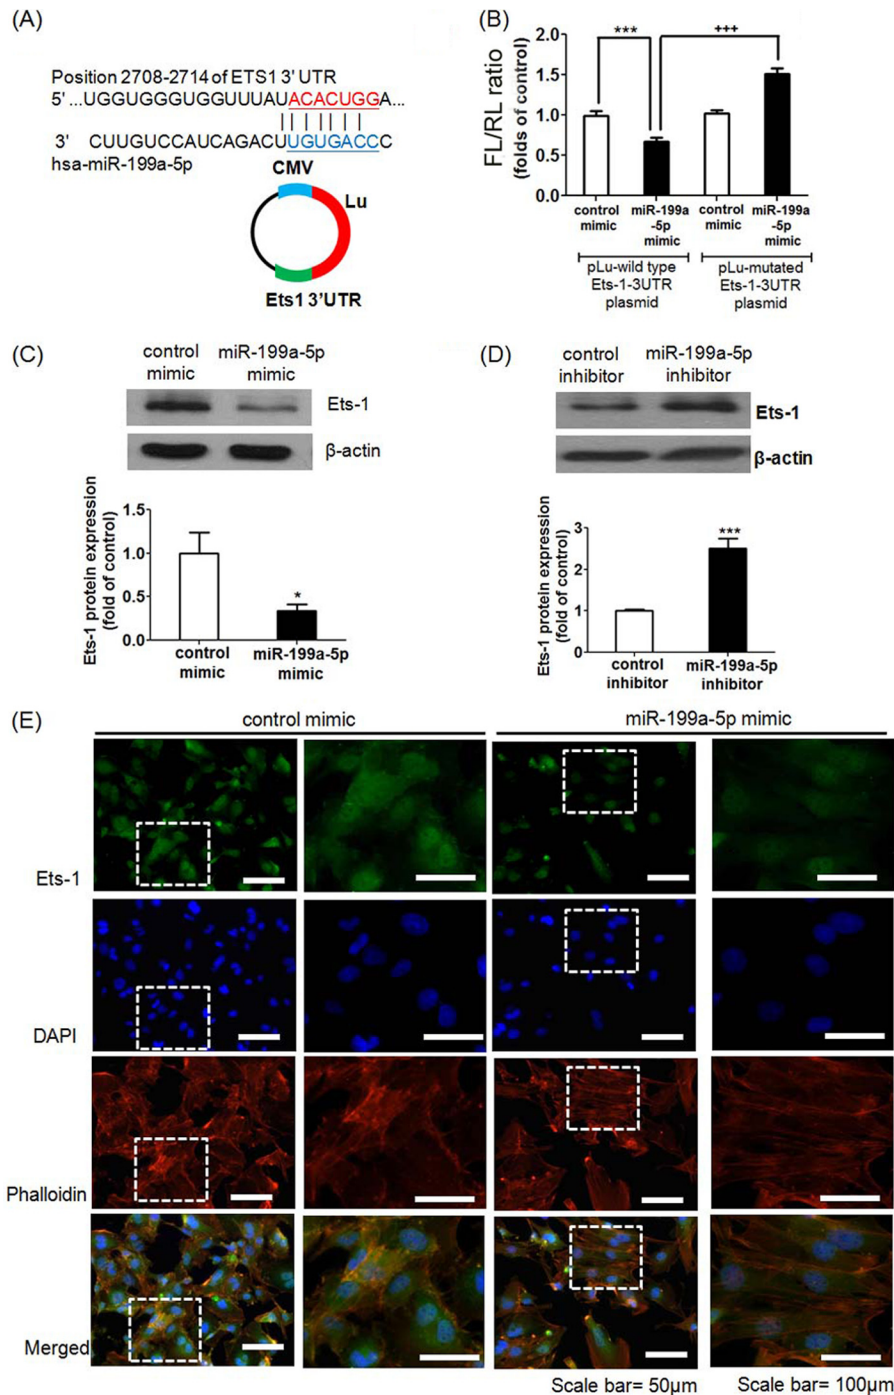 (A)
Position 2708-2714 of ETS1 3' UTR
5' ...UGGUGGGUGGUUUAUACACUGGA...
3' CUUGUCCAUCAGACUUGUGACCC
hsa-miR-199a-5p
CMV
Lu
Ets1 3'UTR
(B)
FL/RL ratio
(folds of control)
2.0
1.5
1.0
0.5
0.0
***
+++
control
mimic
miR-199a
-5p
mimic
control
mimic
miR-199a
-5p
mimic
pLu-wild type
Ets-1-3UTR
plasmid
pLu-mutated
Ets-1-3UTR
plasmid
(C)
control
mimic
miR-199a-5p
mimic
Ets-1
β-actin
Ets-1 protein expression
(fold of control)
1.5
1.0
0.5
0.0
*
control
mimic
miR-199a-5p
mimic
(D)
control
inhibitor
miR-199a-5p
inhibitor
Ets-1
β-actin
Ets-1 protein expression
(fold of control)
3
2
1
0
***
control
inhibitor
miR-199a-5p
inhibitor
(E)
control mimic
miR-199a-5p mimic
Ets-1
DAPI
Phalloidin
Merged
Scale bar= 50μm
Scale bar= 100μm